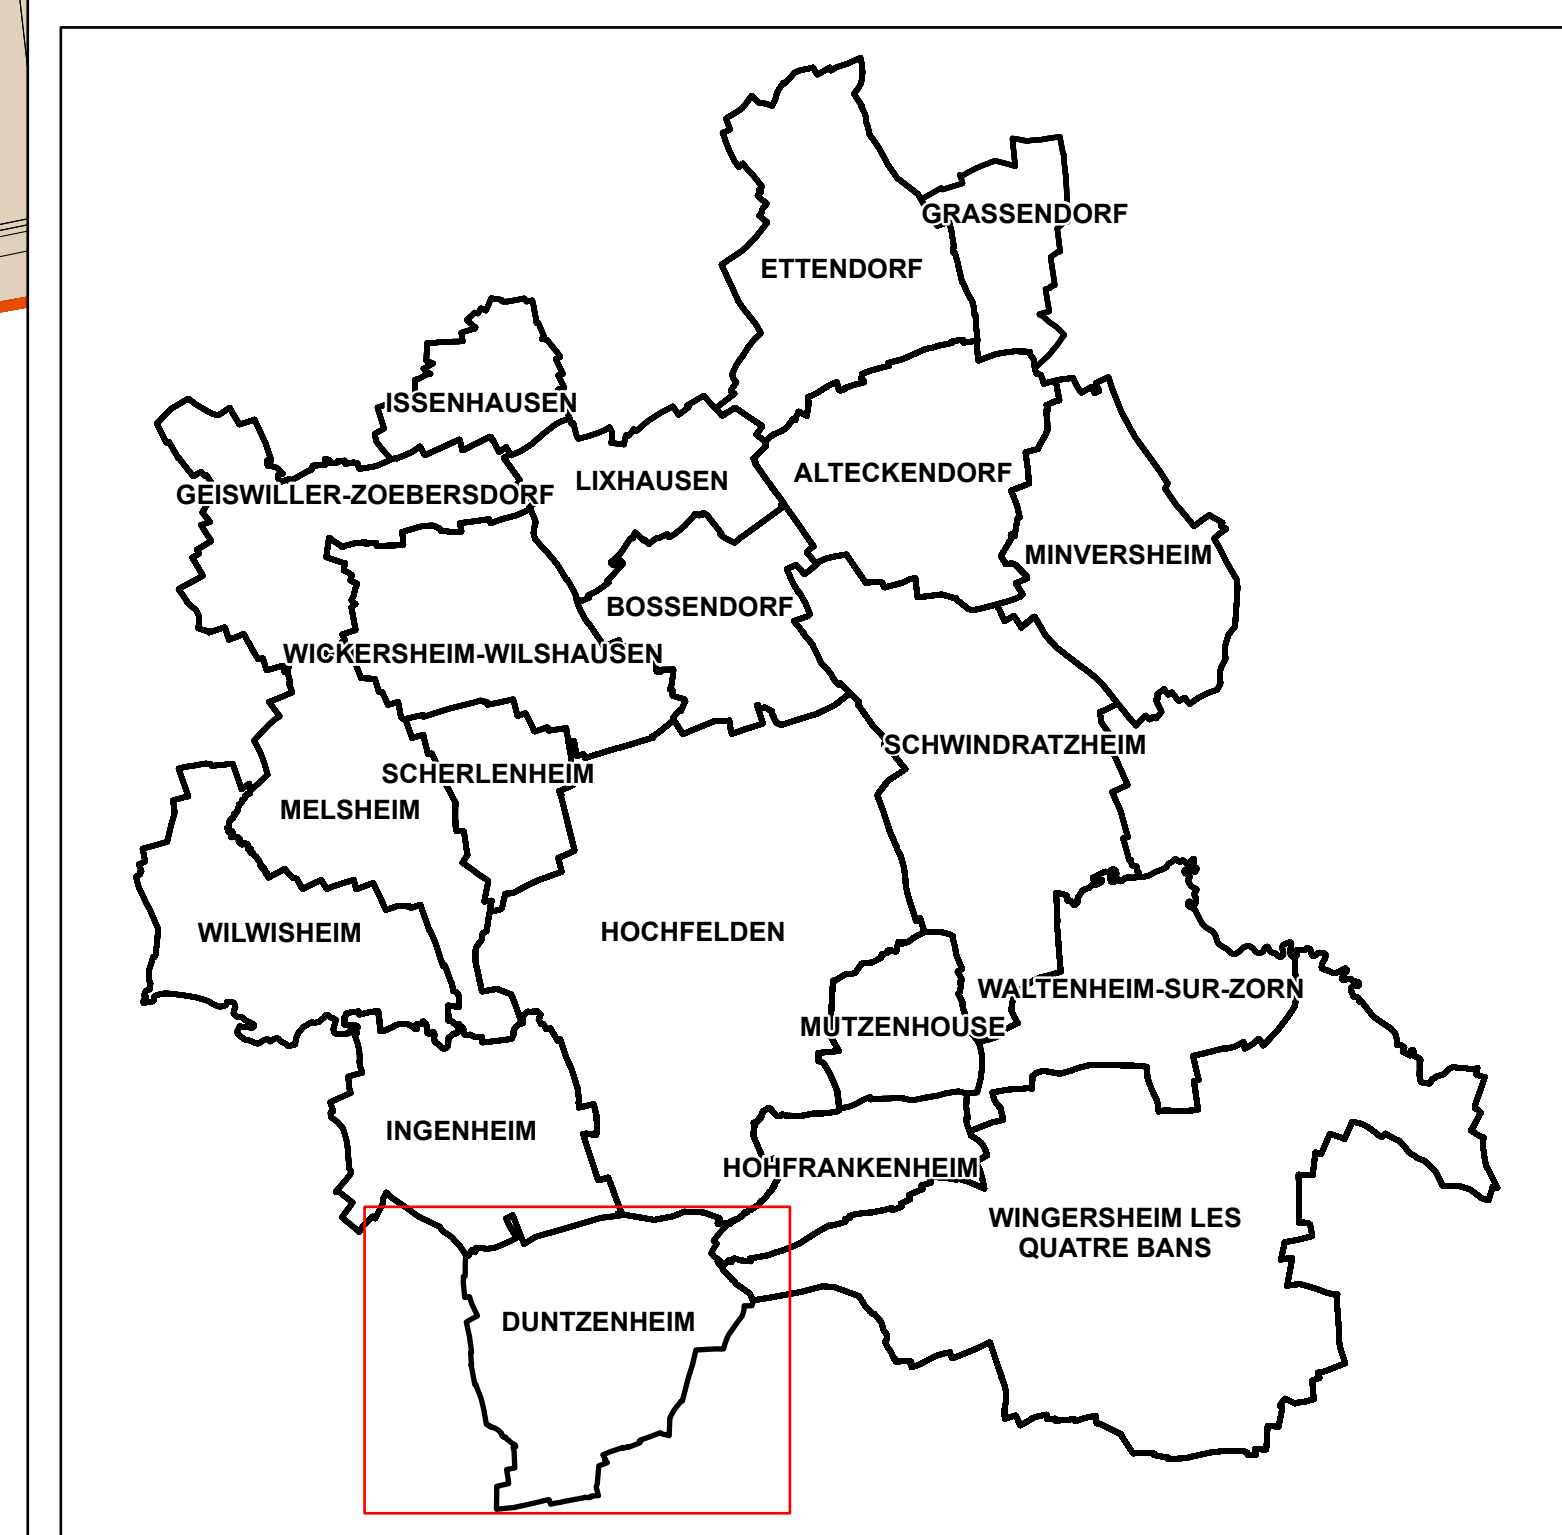 GRASSENDORF
ETTENDORF
ISSENHAUSEN
ALTECKENDORF
LIXHAUSEN
GEISWILLER-ZOEBERSDORF
MINVERSHEIM
BOSSENDORF
WICKERSHEIM-WILSHAUSEN
SCHWINDRATZHEIM
SCHERLENHEIM
MELSHEIM
WILWISHEIM
HOCHFELDEN
WALTENHEIM-SUR-ZORN
MUTZENHOUSE
INGENHEIM
HOHFRANKENHEIM
WINGERSHEIM LES
QUATRE BANS
DUNTZENHEIM